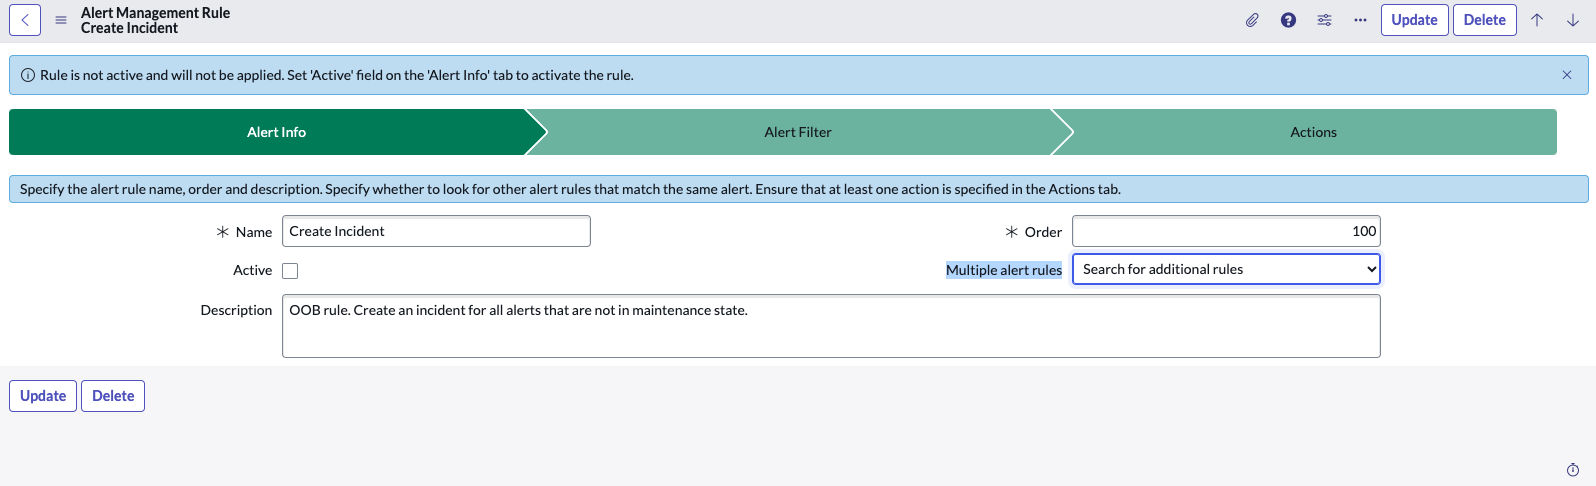 Alert Management Rule
Create Incident
Update
Delete
Rule is not active and will not be applied. Set 'Active' field on the 'Alert Info' tab to activate the rule.
Alert Info
Alert Filter
Actions
Specify the alert rule name, order and description. Specify whether to look for other alert rules that match the same alert. Ensure that at least one action is specified in the Actions tab.
Name
Create Incident
Order
100
Active
Multiple alert rules
Search for additional rules
Description
OOB rule. Create an incident for all alerts that are not in maintenance state.
Update
Delete